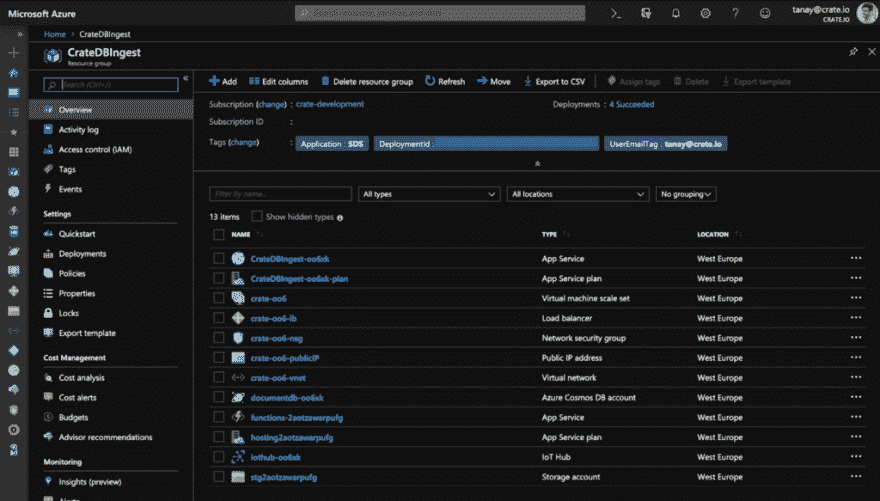 Microsoft Azure
tanay@crate.io
CRATE.IO
Home > CrateDBIngest
CrateDBIngest
Resource group
Search (Ctrl+/)
Overview
Activity log
Access control (IAM)
Tags
Events
Settings
Quickstart
Deployments
Policies
Properties
Locks
Export template
Cost Management
Cost analysis
Cost alerts
Budgets
Advisor recommendations
Monitoring
Insights (preview)
Alerts
Add Edit columns Delete resource group Refresh Move Export to CSV Assign tags Delete Export template
Subscription (change) : crate-development Deployments : 4 Succeeded
Subscription ID :
Tags (change) : Application : SDS DeploymentId : UserEmailTag : tanay@crate.io
Filter by name... All types All locations No grouping
13 items Show hidden types
NAME TYPE LOCATION
CrateDBIngest-oo6xk App Service West Europe
CrateDBIngest-oo6xk-plan App Service plan West Europe
crate-oo6 Virtual machine scale set West Europe
crate-oo6-lb Load balancer West Europe
crate-oo6-nsg Network security group West Europe
crate-oo6-publicIP Public IP address West Europe
crate-oo6-vnet Virtual network West Europe
documentdb-oo6xk Azure Cosmos DB account West Europe
functions-2aotzawarpufg App Service West Europe
hosting2aotzawarpufg App Service plan West Europe
iothub-oo6xk IoT Hub West Europe
stg2aotzawarpufg Storage account West Europe